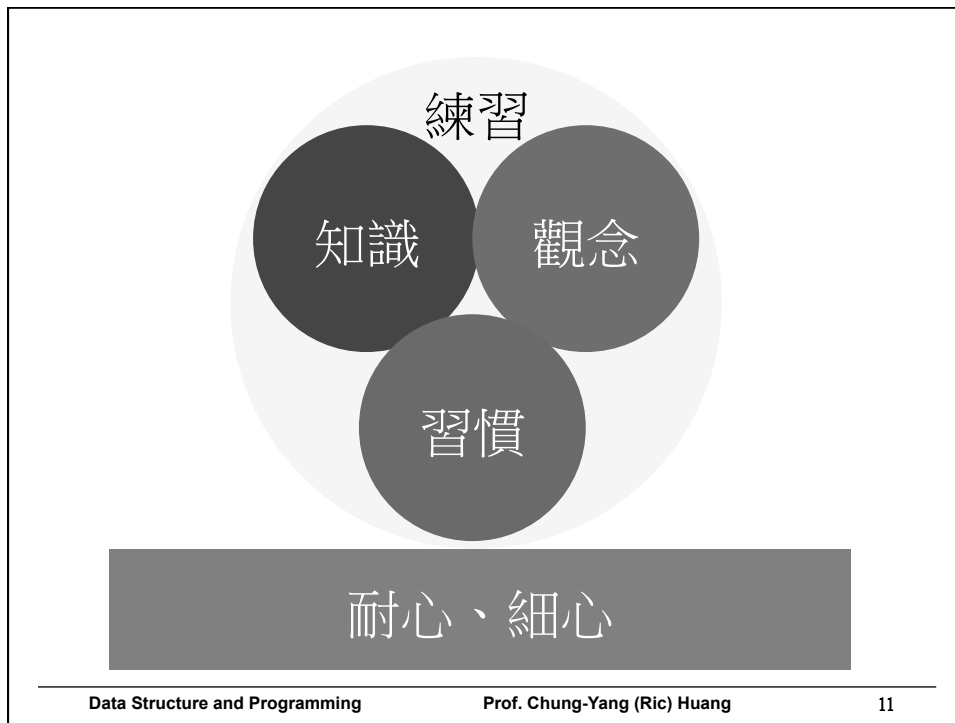 練習
知識
觀念
習慣
耐心、細心
Data Structure and Programming Prof. Chung-Yang (Ric) Huang 11